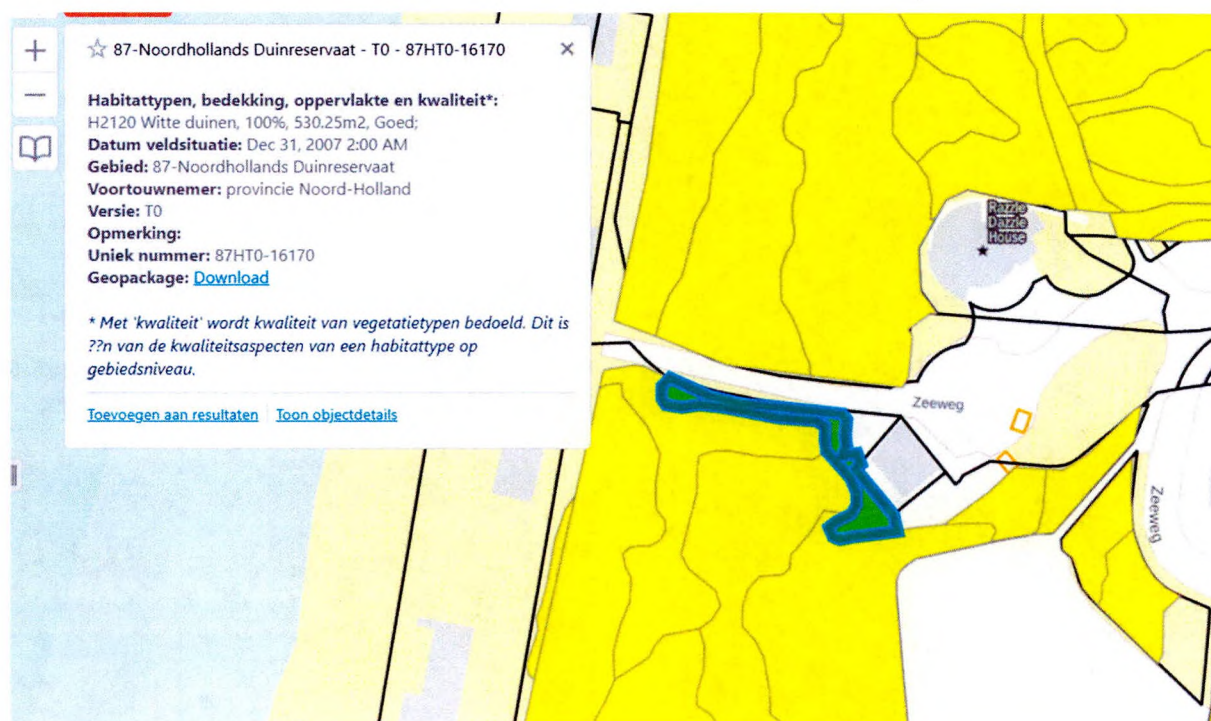 87-Noordhollands Duinreservaat - T0 - 87HT0-16170
Habitattypen, bedekking, oppervlakte en kwaliteit*:
H2120 Witte duinen, 100%, 530.25m2, Goed;
Datum veldsituatie: Dec 31, 2007 2:00 AM
Gebied: 87-Noordhollands Duinreservaat
Voortouwnemer: provincie Noord-Holland
Versie: T0
Opmerking:
Uniek nummer: 87HT0-16170
Geopackage: Download
* Met 'kwaliteit' wordt kwaliteit van vegetatietypen bedoeld. Dit is
??n van de kwaliteitsaspecten van een habitattype op
gebiedsniveau.
Toevoegen aan resultaten Toon objectdetails
Razzle
Dazzle
House
Zeeweg
Zeeweg